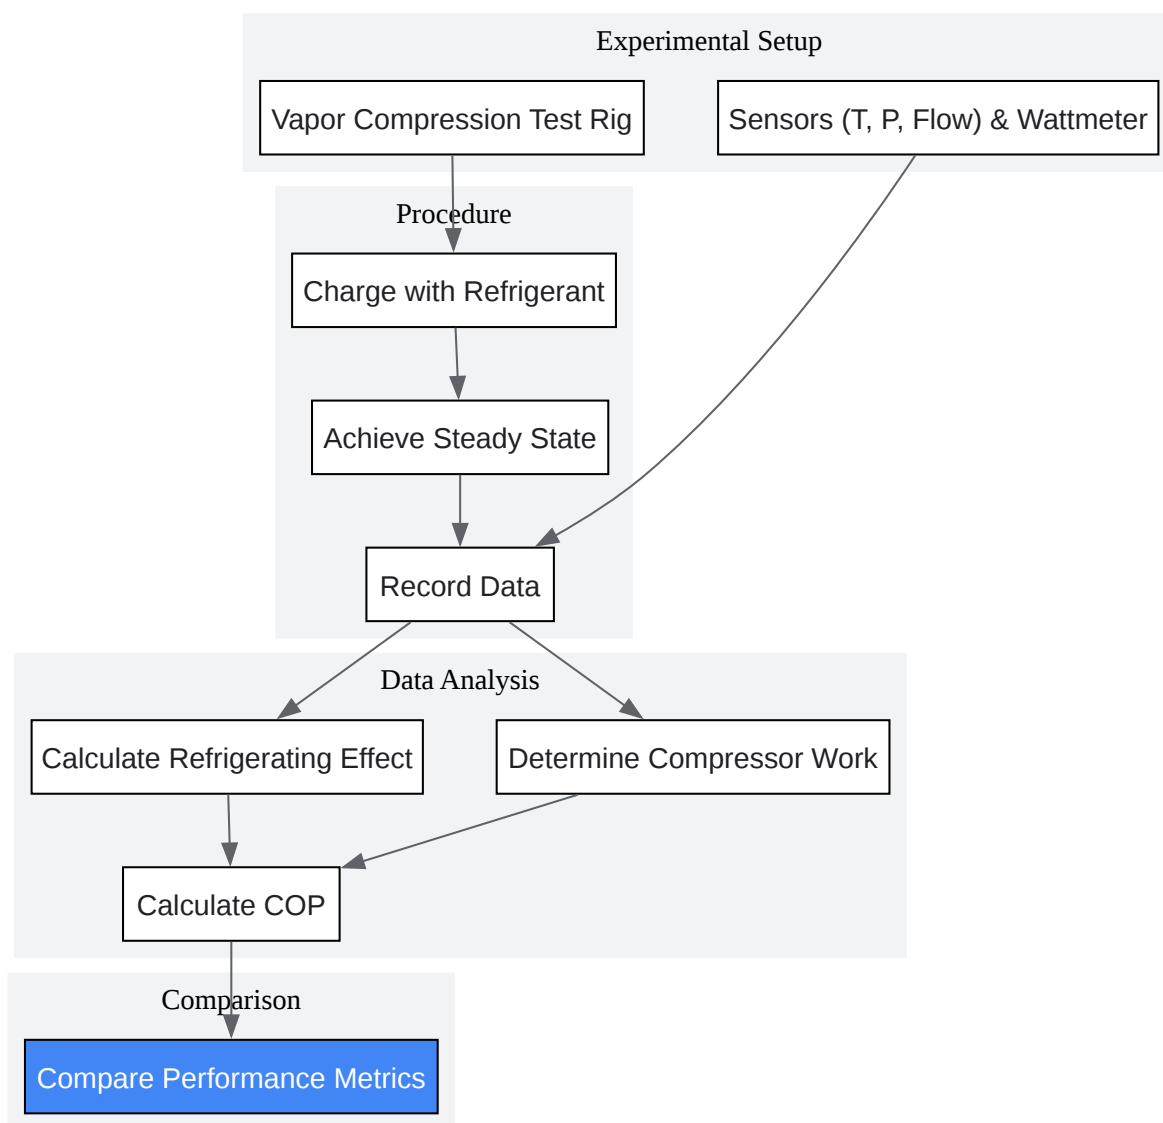 Experimental Setup
Vapor Compression Test Rig
Sensors (T, P, Flow) & Wattmeter
Procedure
Charge with Refrigerant
Achieve Steady State
Record Data
Data Analysis
Calculate Refrigerating Effect
Determine Compressor Work
Calculate COP
Comparison
Compare Performance Metrics